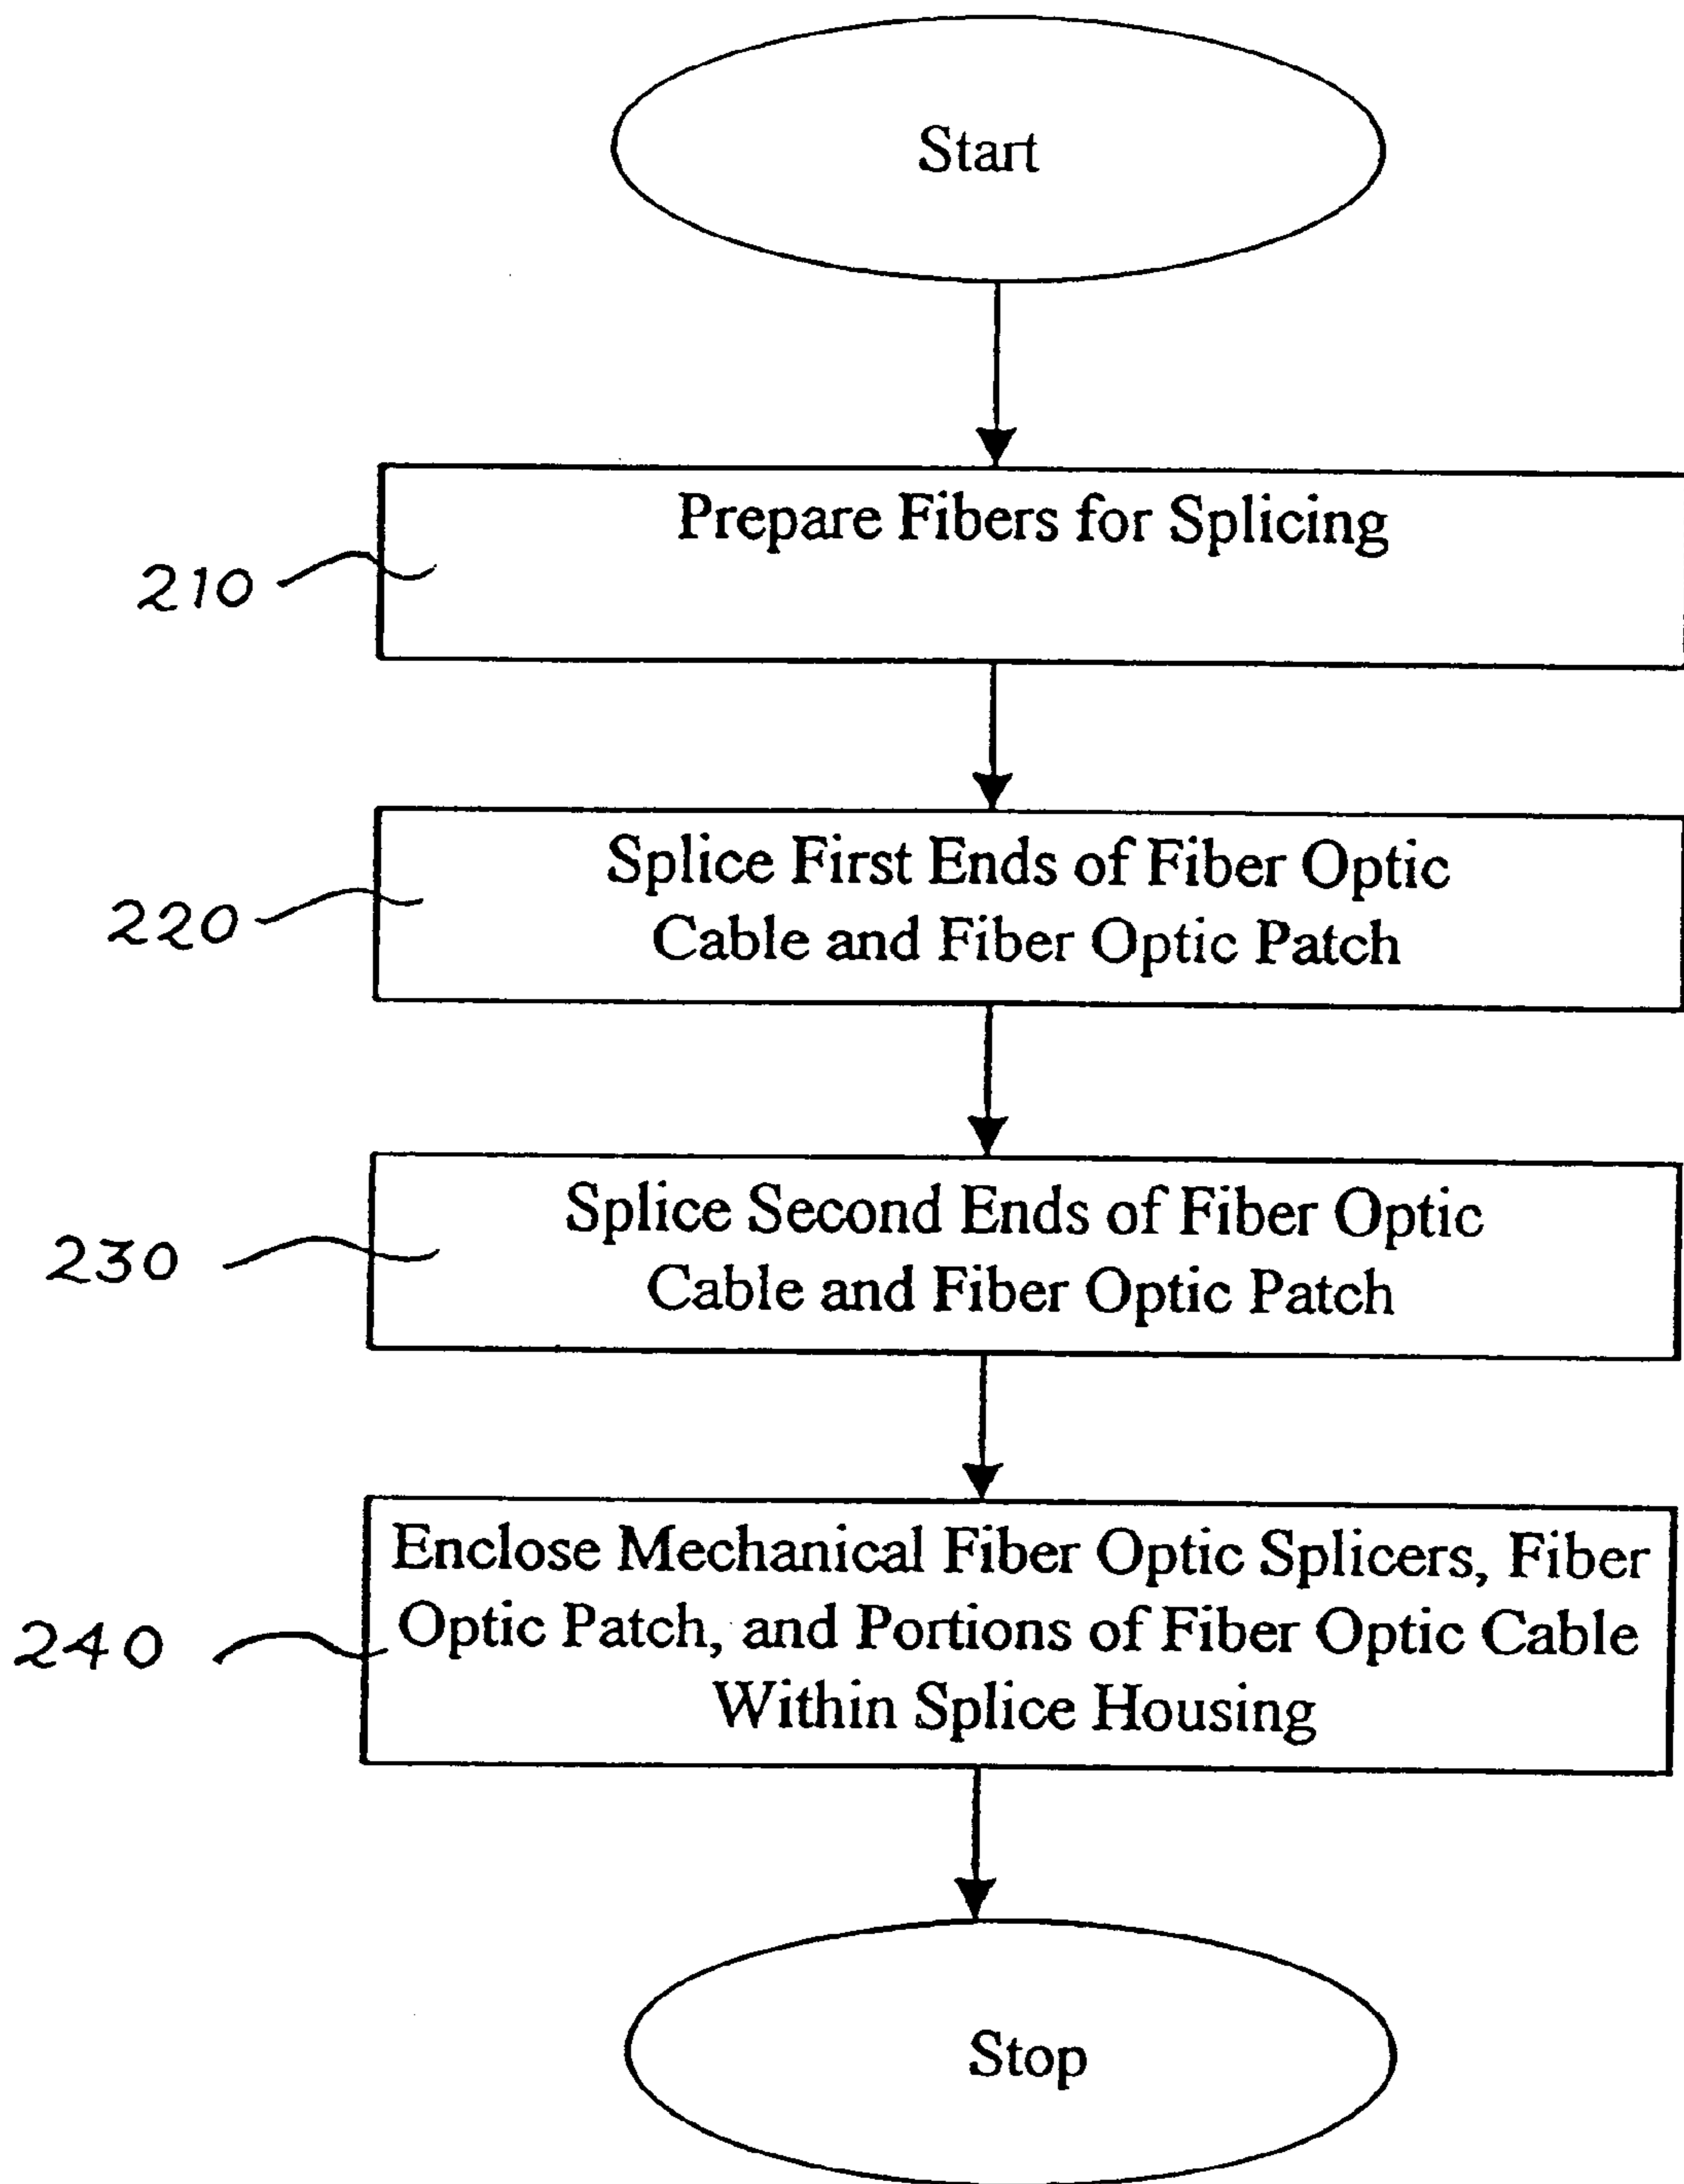 Start
Prepare Fibers for Splicing
210
Splice First Ends of Fiber Optic
Cable and Fiber Optic Patch
220
Splice Second Ends of Fiber Optic
Cable and Fiber Optic Patch
230
Enclose Mechanical Fiber Optic Splicers, Fiber
Optic Patch, and Portions of Fiber Optic Cable
Within Splice Housing
240
Stop